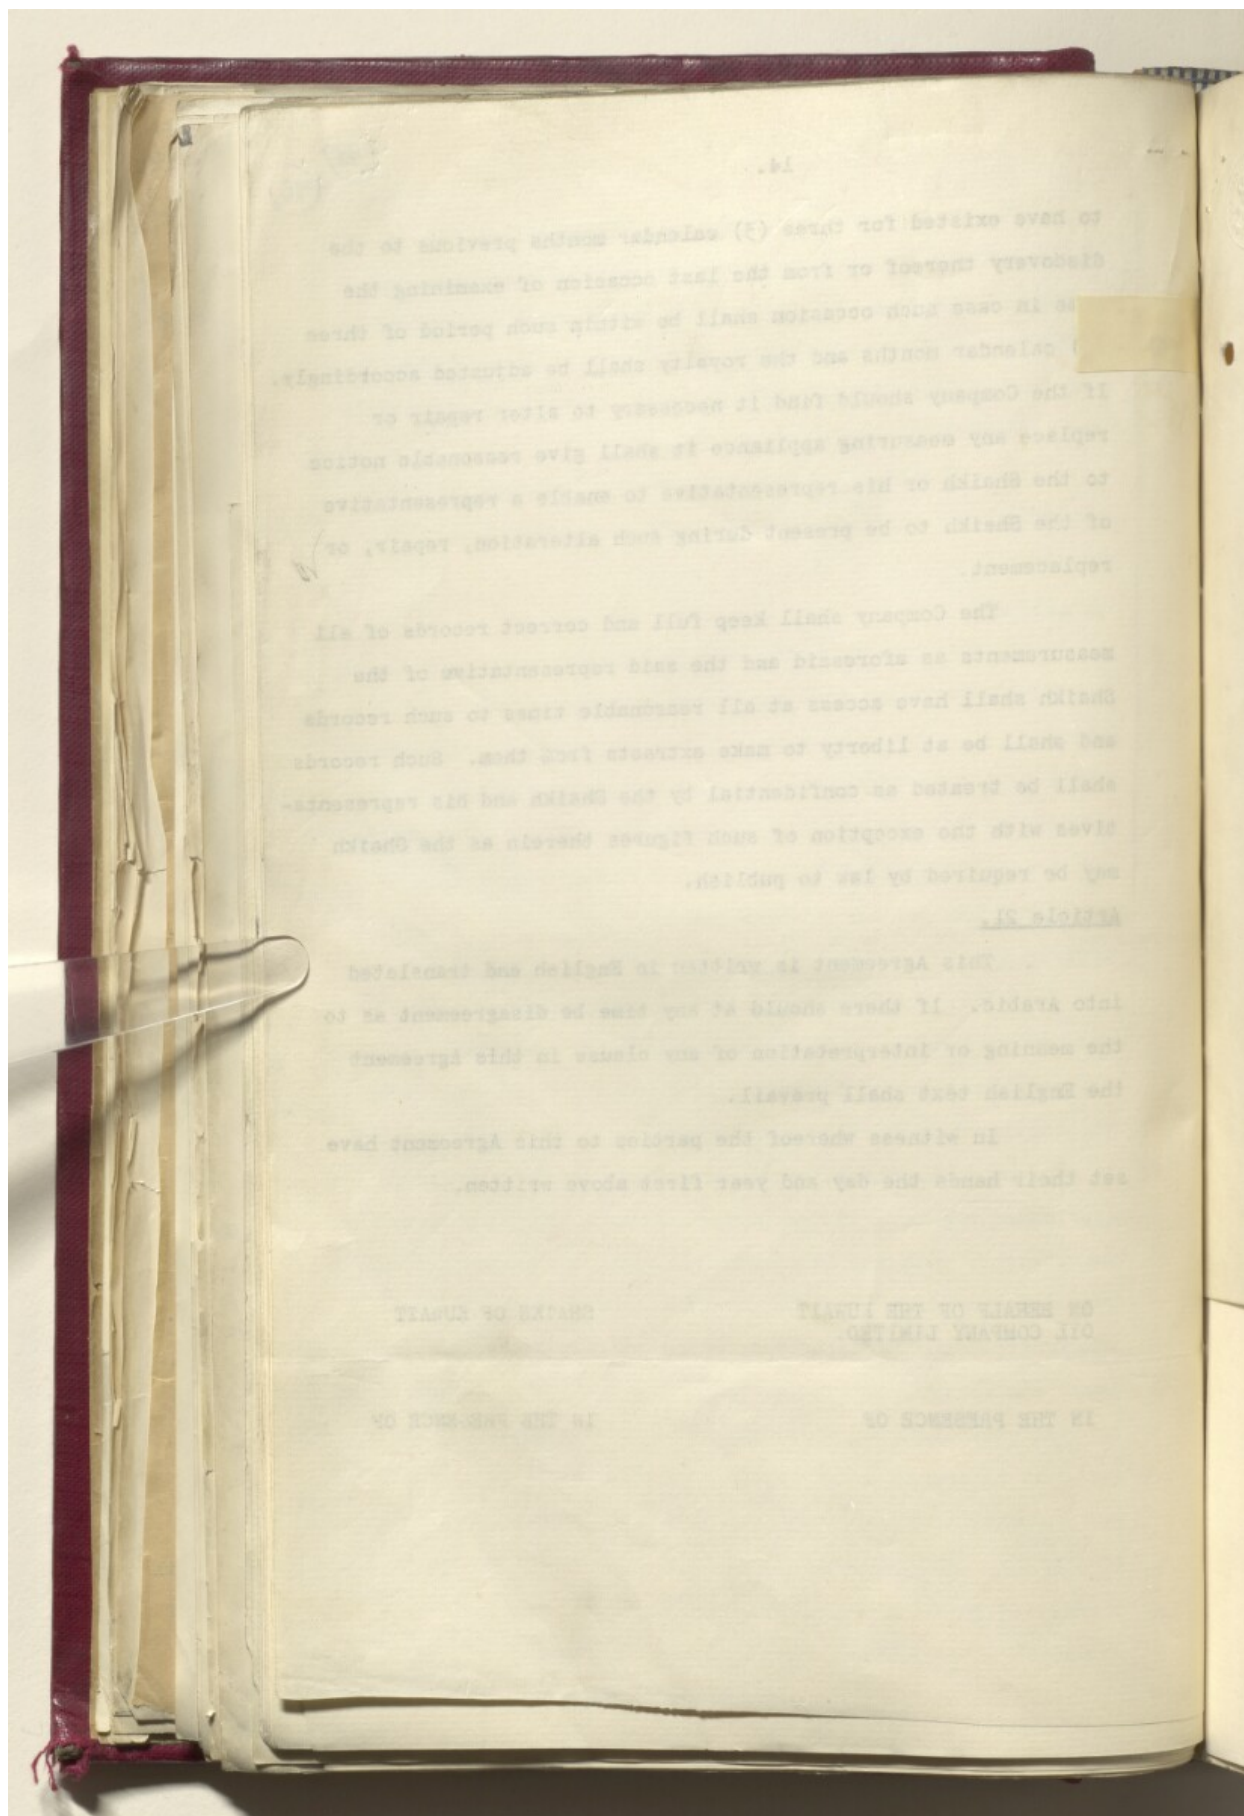 14.
to have existed for three (3) calendar months previous to the
discovery thereof or from the last occasion of examining the
in case such occasion shall be within such period of three
) calendar months and the royalty shall be adjusted accordingly.
If the Company should find it necessary to alter repair or
replace any measuring appliance it shall give reasonable notice
to the Shaikh or his representative to enable a representative
of the Sheikh to be present during such alteration, repair, or
replacement.
The Company shall keep full and correct records of all
measurements as aforesaid and the said representative of the
Shaikh shall have access at all reasonable times to such records
and shall be at liberty to make extracts from them. Such records
shall be treated as confidential by the Shaikh and his representa-
tives with the exception of such figures therein as the Sheikh
may be required by law to publish.
Article 21.
This Agreement is written in English and translated
into Arabic. If there should at any time be disagreement as to
the meaning or interpretation of any clause in this Agreement
the English text shall prevail.
In witness whereof the parties to this Agreement have
set their hands the day and year first above written.
ON BEHALF OF THE KUWAIT SHAIKH OF KUWAIT
OIL COMPANY LIMITED.
IN THE PRESENCE OF IN THE PRESENCE OF